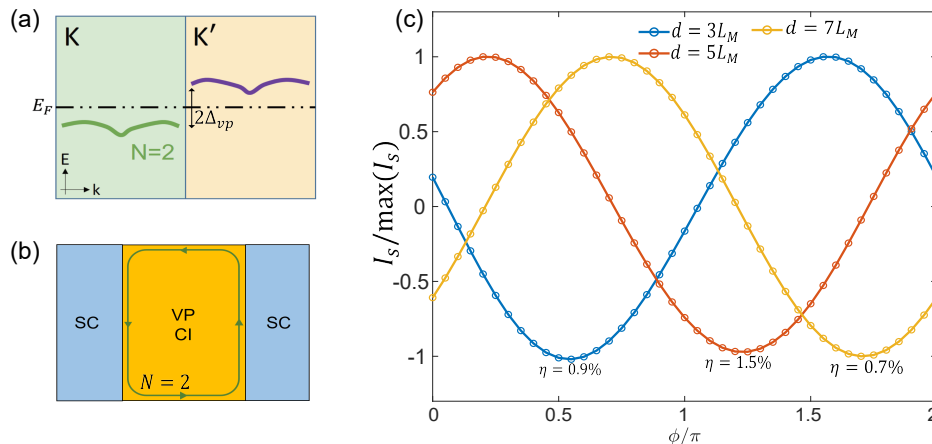 (a)
K
K′
E_F
2Δ_vp
N=2
E
k
(b)
SC
VP
CI
SC
N = 2
(c)
d = 3L_M
d = 7L_M
d = 5L_M
I_s/max(I_s)
1
0.5
0
-0.5
-1
η = 0.9%
η = 1.5%
η = 0.7%
0
0.5
1
1.5
2
ϕ/π